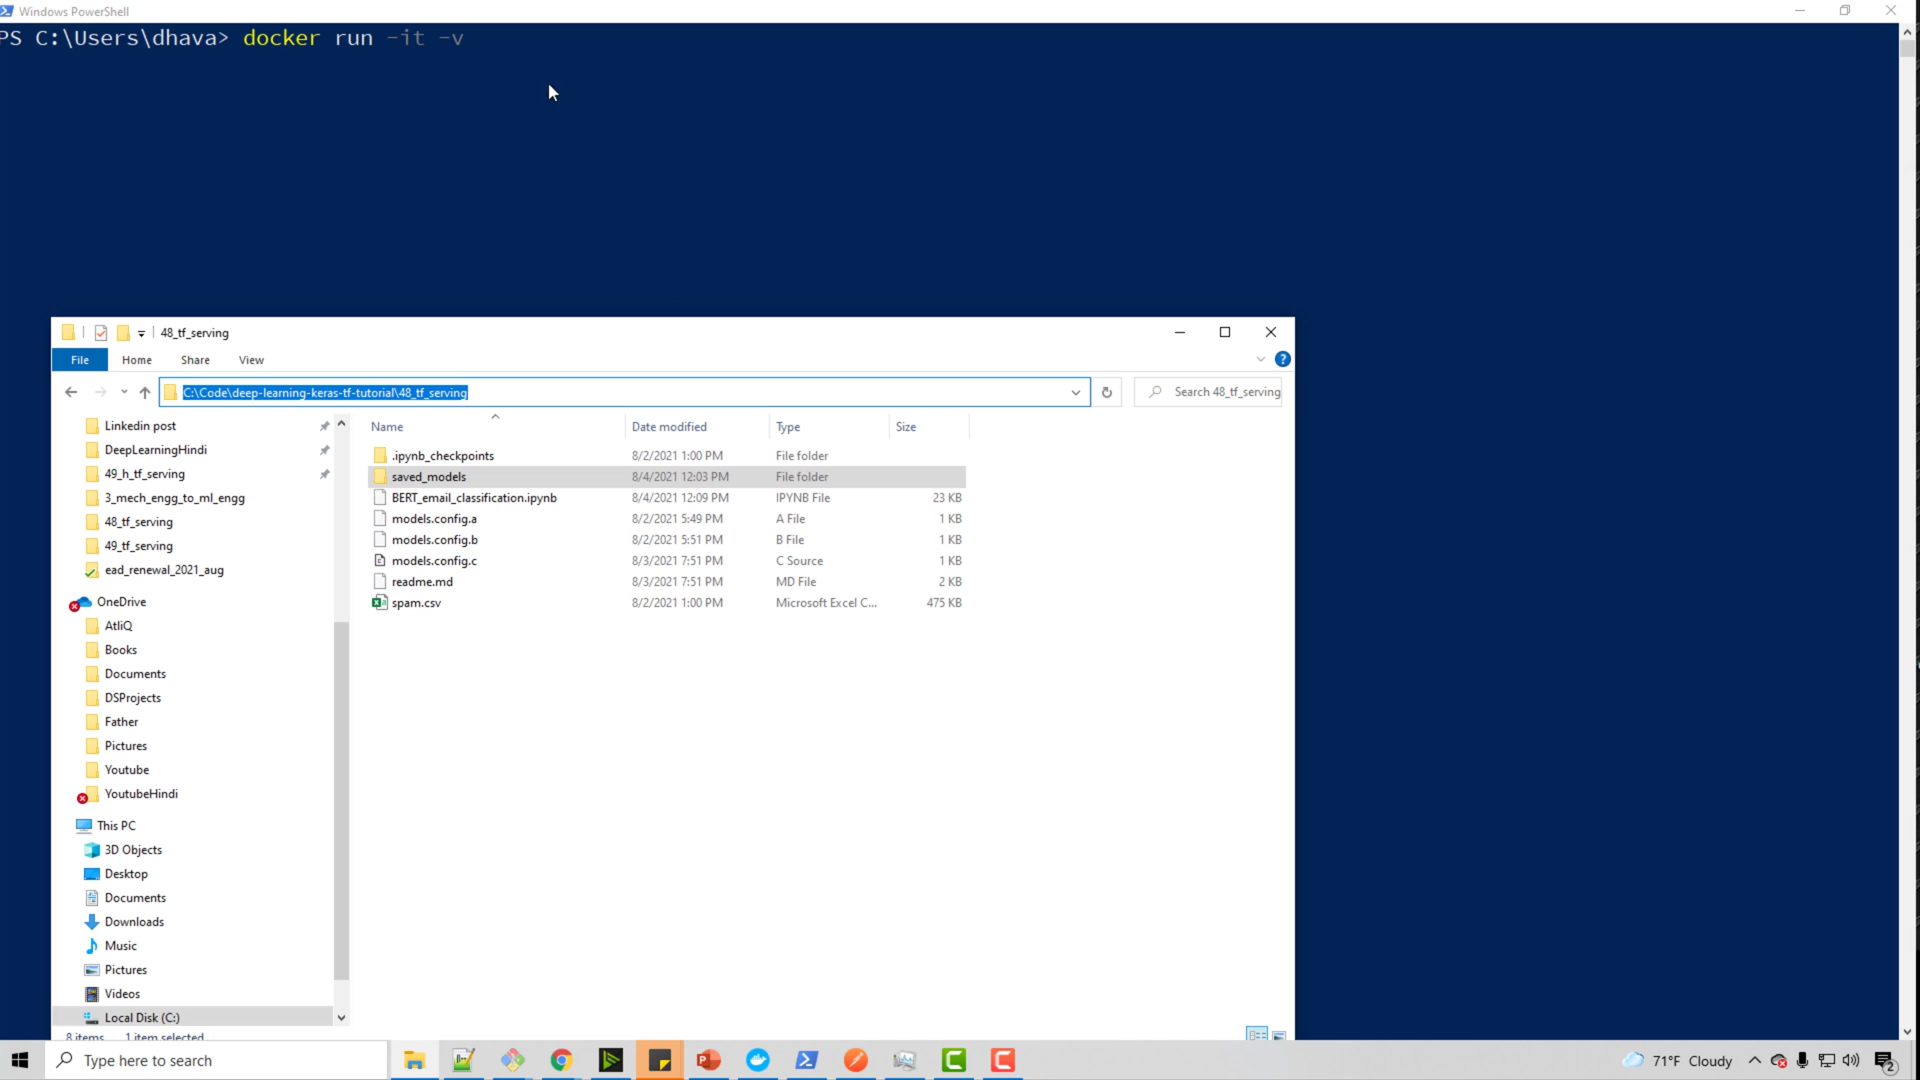 Windows PowerShell
PS C:\Users\dhava> docker run -it -v
48_tf_serving
File Home Share View
C:\Code\deep-learning-keras-tf-tutorial\48_tf_serving
Search 48_tf_serving
Name Date modified Type Size
.ipynb_checkpoints 8/2/2021 1:00 PM File folder
saved_models 8/4/2021 12:03 PM File folder
BERT_email_classification.ipynb 8/4/2021 12:09 PM IPYNB File 23 KB
models.config.a 8/2/2021 5:49 PM A File 1 KB
models.config.b 8/2/2021 5:51 PM B File 1 KB
models.config.c 8/3/2021 7:51 PM C Source 1 KB
readme.md 8/3/2021 7:51 PM MD File 2 KB
spam.csv 8/2/2021 1:00 PM Microsoft Excel C... 475 KB
Linkedin post
DeepLearningHindi
49_h_tf_serving
3_mech_engg_to_ml_engg
48_tf_serving
49_tf_serving
ead_renewal_2021_aug
OneDrive
AtliQ
Books
Documents
DSProjects
Father
Pictures
Youtube
YoutubeHindi
This PC
3D Objects
Desktop
Documents
Downloads
Music
Pictures
Videos
Local Disk (C:)
8 items 1 item selected
Type here to search
71°F Cloudy
2